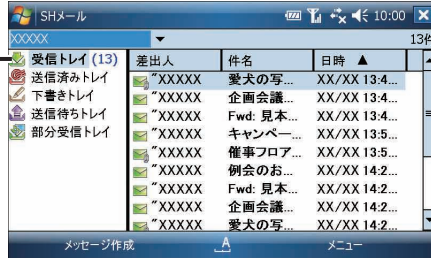 SHメール 10:00
XXXXX 13件
受信トレイ (13)
送信済みトレイ
下書きトレイ
送信待ちトレイ
部分受信トレイ
差出人 件名 日時 ▲
"XXXXX 愛犬の写... XX/XX 13:4...
"XXXXX 企画会議... XX/XX 13:4...
"XXXXX Fwd: 見本... XX/XX 13:4...
"XXXXX キャンペー... XX/XX 13:5...
"XXXXX 催事フロア... XX/XX 13:5...
"XXXXX 例会のお... XX/XX 14:2...
"XXXXX Fwd: 見本... XX/XX 14:2...
"XXXXX 企画会議... XX/XX 14:2...
"XXXXX 愛犬の写... XX/XX 14:2...
メッセージ作成 A メニュー